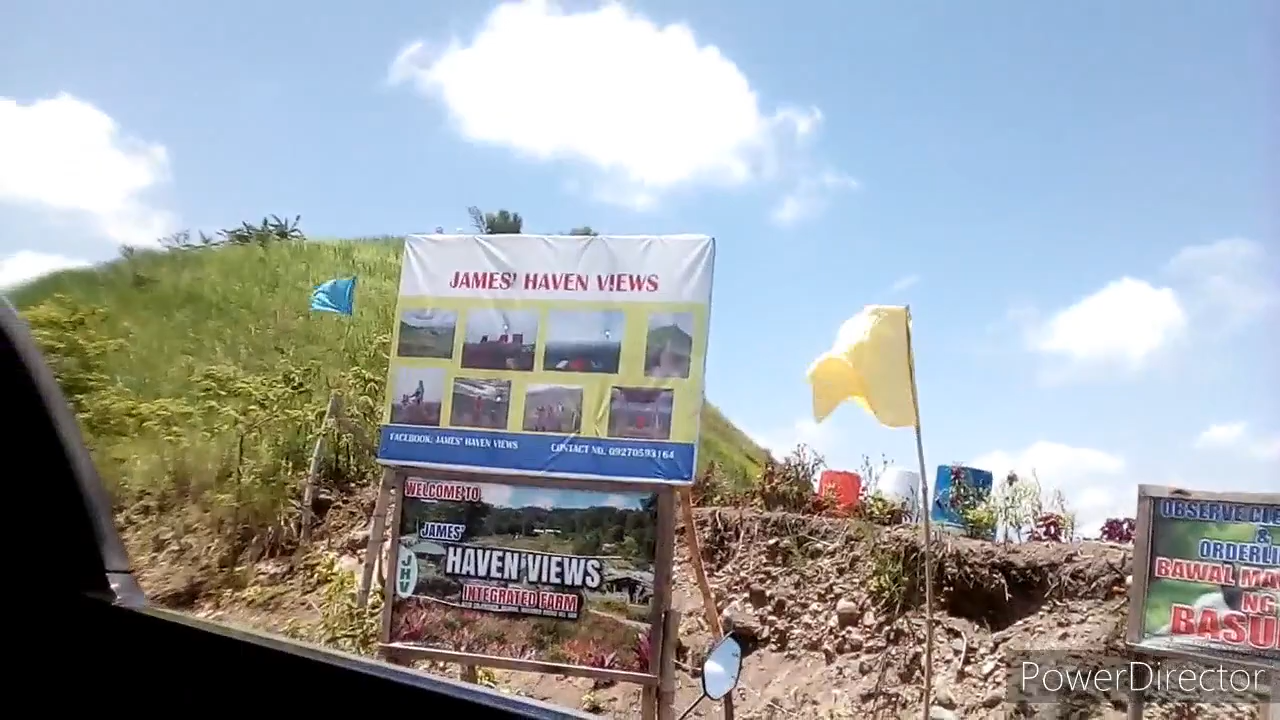 JAMES' HAVEN VIEWS
FACEBOOK: JAMES' HAVEN VIEWS
CONTACT NO. 09270593164
WELCOME TO
JAMES'
HAVEN VIEWS
JHV
INTEGRATED FARM
OBSERVE
&
ORDERLI
BAWAL MA
NG
BASU
PowerDirector